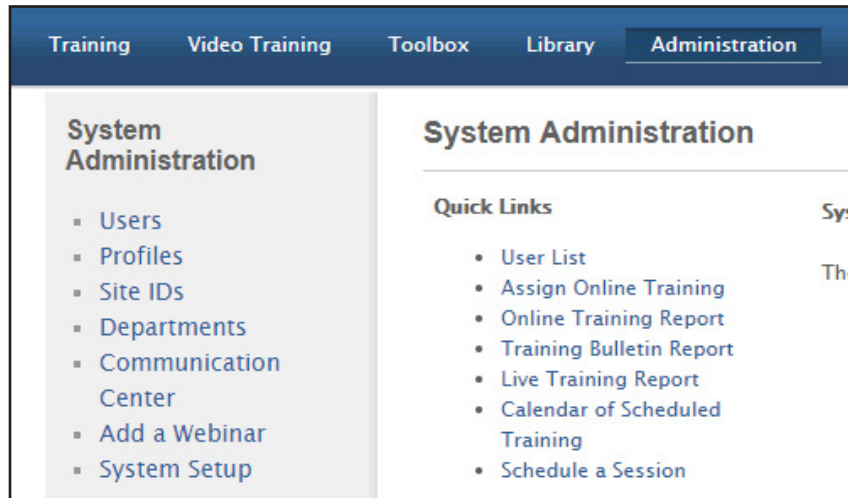 Training Video Training Toolbox Library Administration
System
Administration
Users
Profiles
Site IDs
Departments
Communication
Center
Add a Webinar
System Setup
System Administration
Quick Links
User List
Assign Online Training
Online Training Report
Training Bulletin Report
Live Training Report
Calendar of Scheduled
Training
Schedule a Session